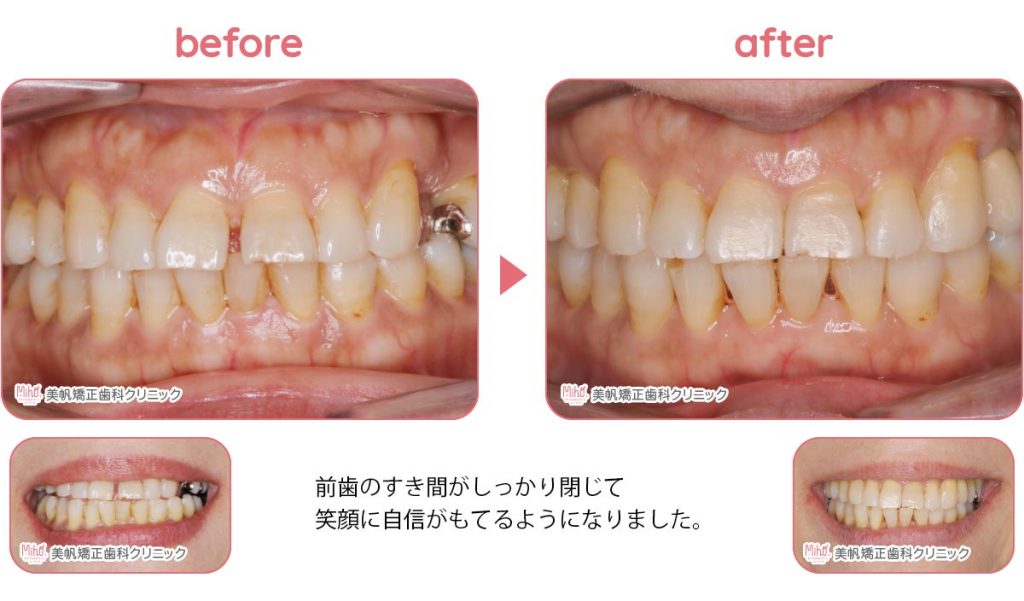 before
after
Miho
美帆矯正歯科クリニック
Miho
美帆矯正歯科クリニック
前歯のすき間がしっかり閉じて
笑顔に自信がもてるようになりました。
Miho
美帆矯正歯科クリニック
Miho
美帆矯正歯科クリニック